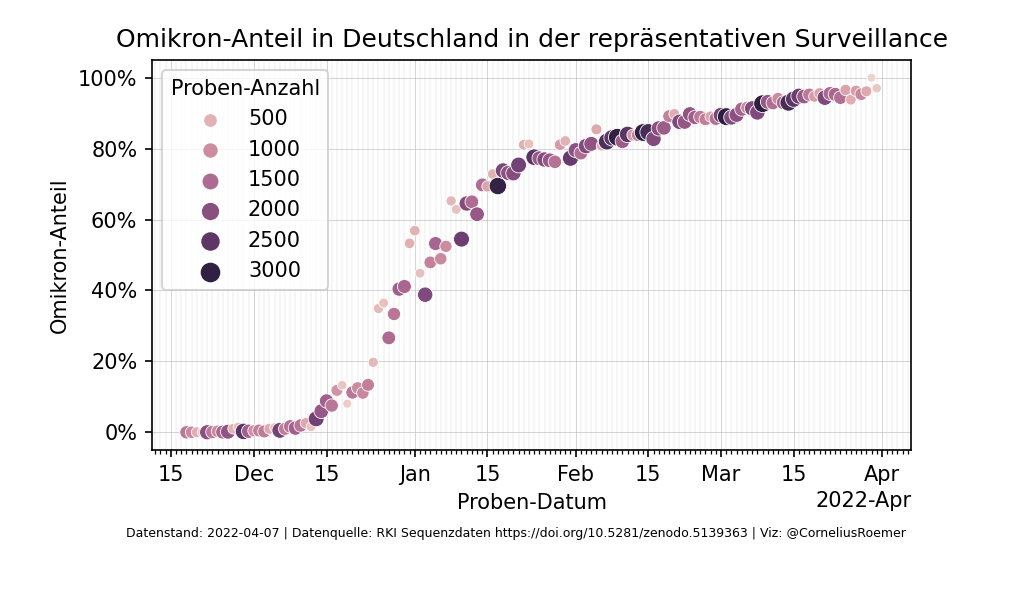 Omikron-Anteil in Deutschland in der repräsentativen Surveillance
100%
80%
60%
40%
20%
0%
Omikron-Anteil
Proben-Anzahl
500
1000
1500
2000
2500
3000
15 Dec 15 Jan 15 Feb 15 Mar 15 Apr
Proben-Datum
2022-Apr
Datenstand: 2022-04-07 | Datenquelle: RKI Sequenzdaten https://doi.org/10.5281/zenodo.5139363 | Viz: @CorneliusRoemer